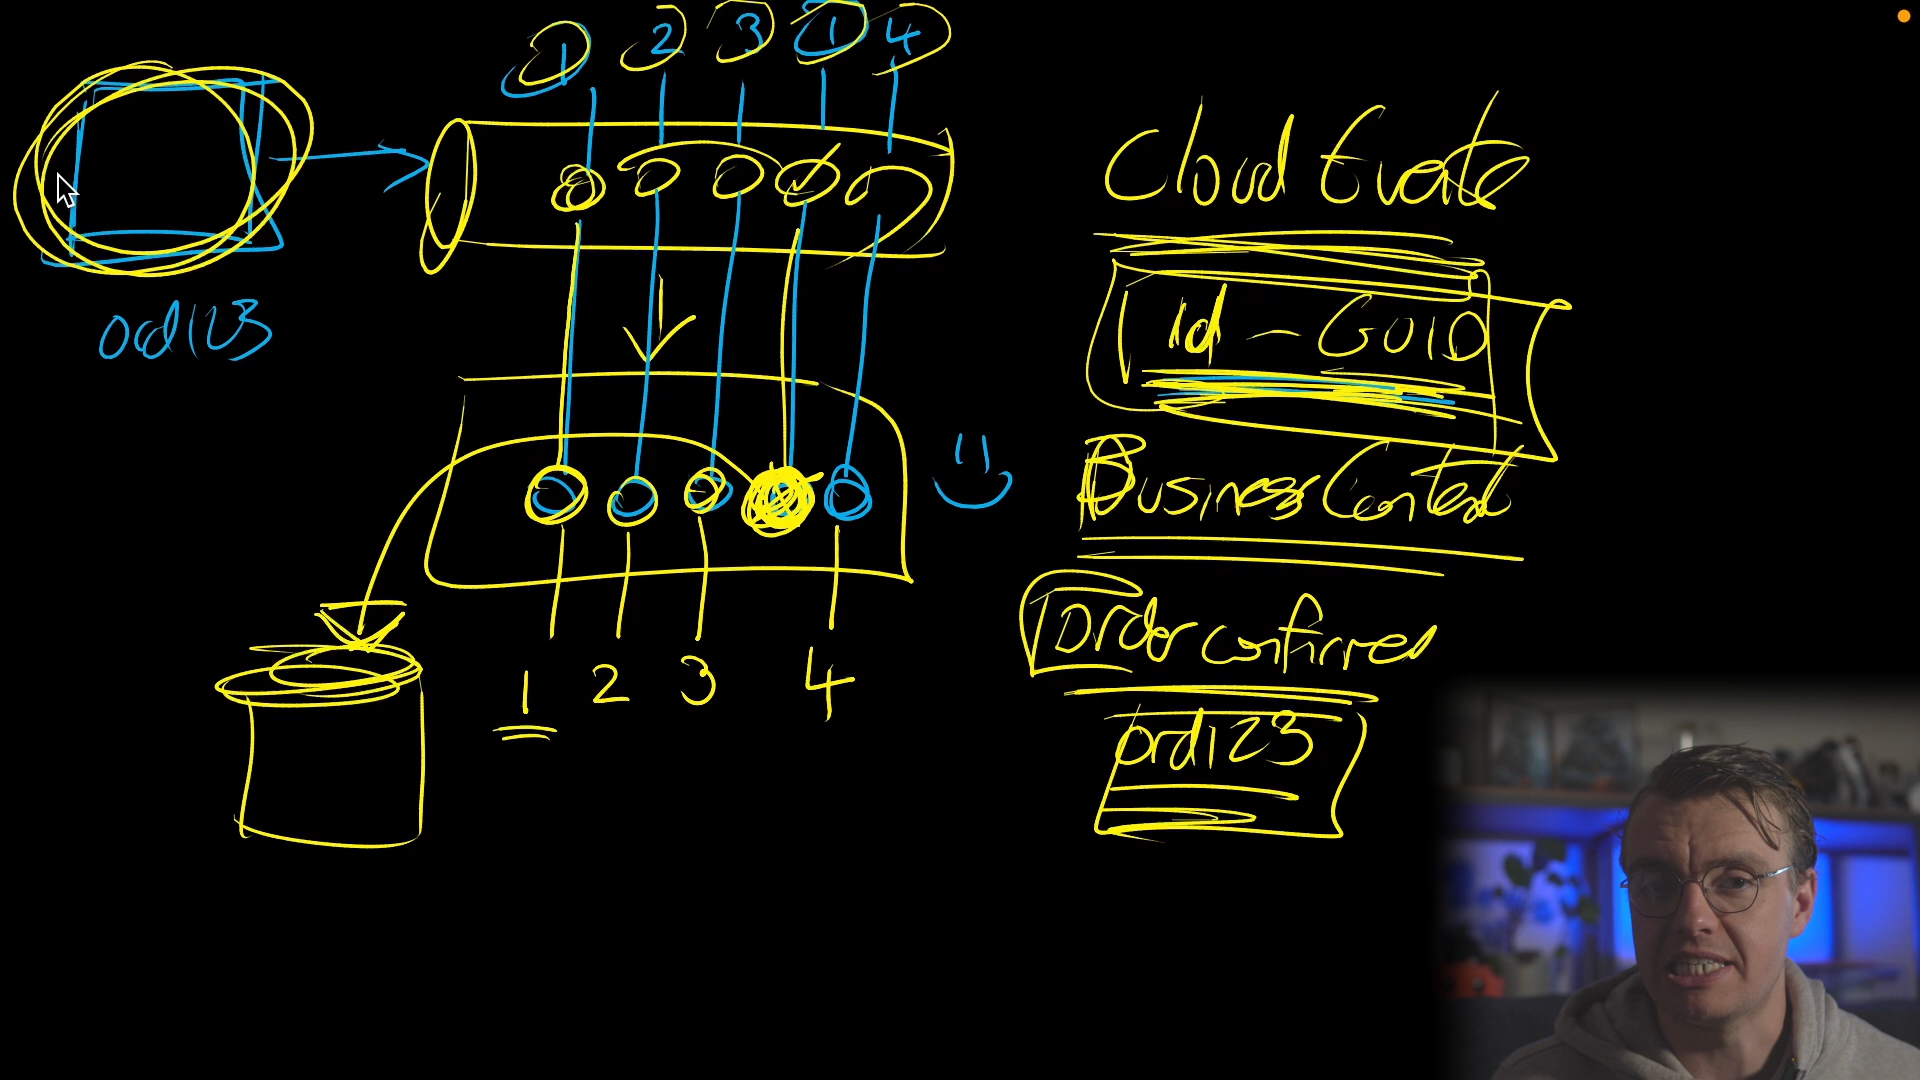 1 2 3 1 4
Cloud Events
Id - GUID
ord123
Business Context
Order confirmed
1 2 3 4
ord123